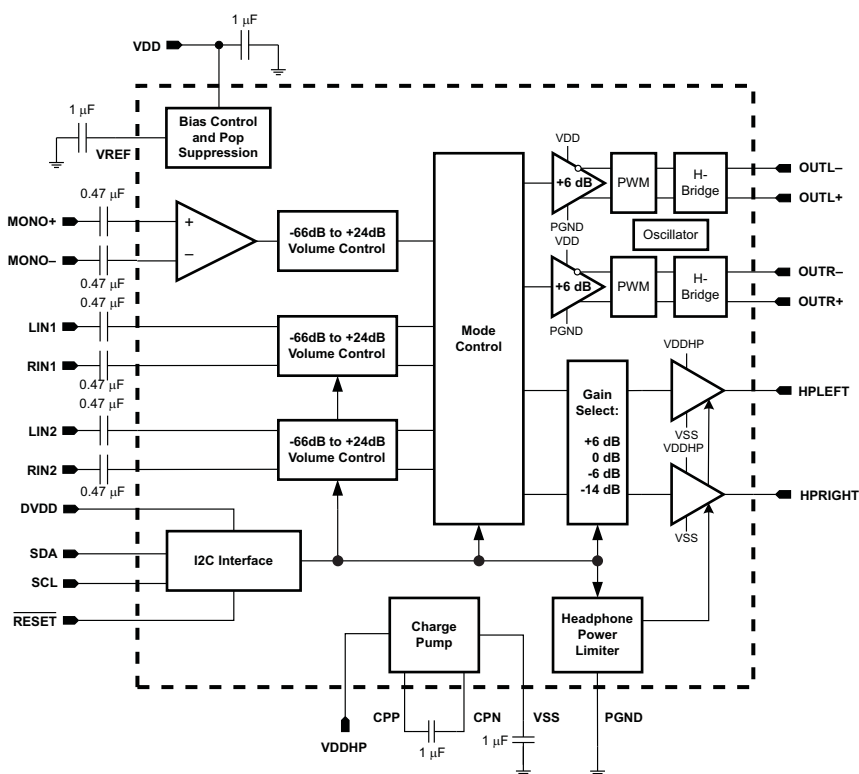 1 μF
VDD
1 μF
VREF
Bias Control
and Pop
Suppression
0.47 μF
MONO+
MONO–
0.47 μF
+
–
-66dB to +24dB
Volume Control
0.47 μF
LIN1
RIN1
0.47 μF
-66dB to +24dB
Volume Control
0.47 μF
LIN2
RIN2
0.47 μF
-66dB to +24dB
Volume Control
DVDD
SDA
SCL
RESET
I2C Interface
Mode
Control
VDD
+6 dB
PGND
PWM
H-
Bridge
OUTL–
OUTL+
Oscillator
VDD
+6 dB
PGND
PWM
H-
Bridge
OUTR–
OUTR+
Gain
Select:
+6 dB
0 dB
-6 dB
-14 dB
VDDHP
VSS
HPLEFT
VDDHP
VSS
HPRIGHT
Charge
Pump
Headphone
Power
Limiter
VDDHP
CPP
CPN
1 μF
VSS
1 μF
PGND